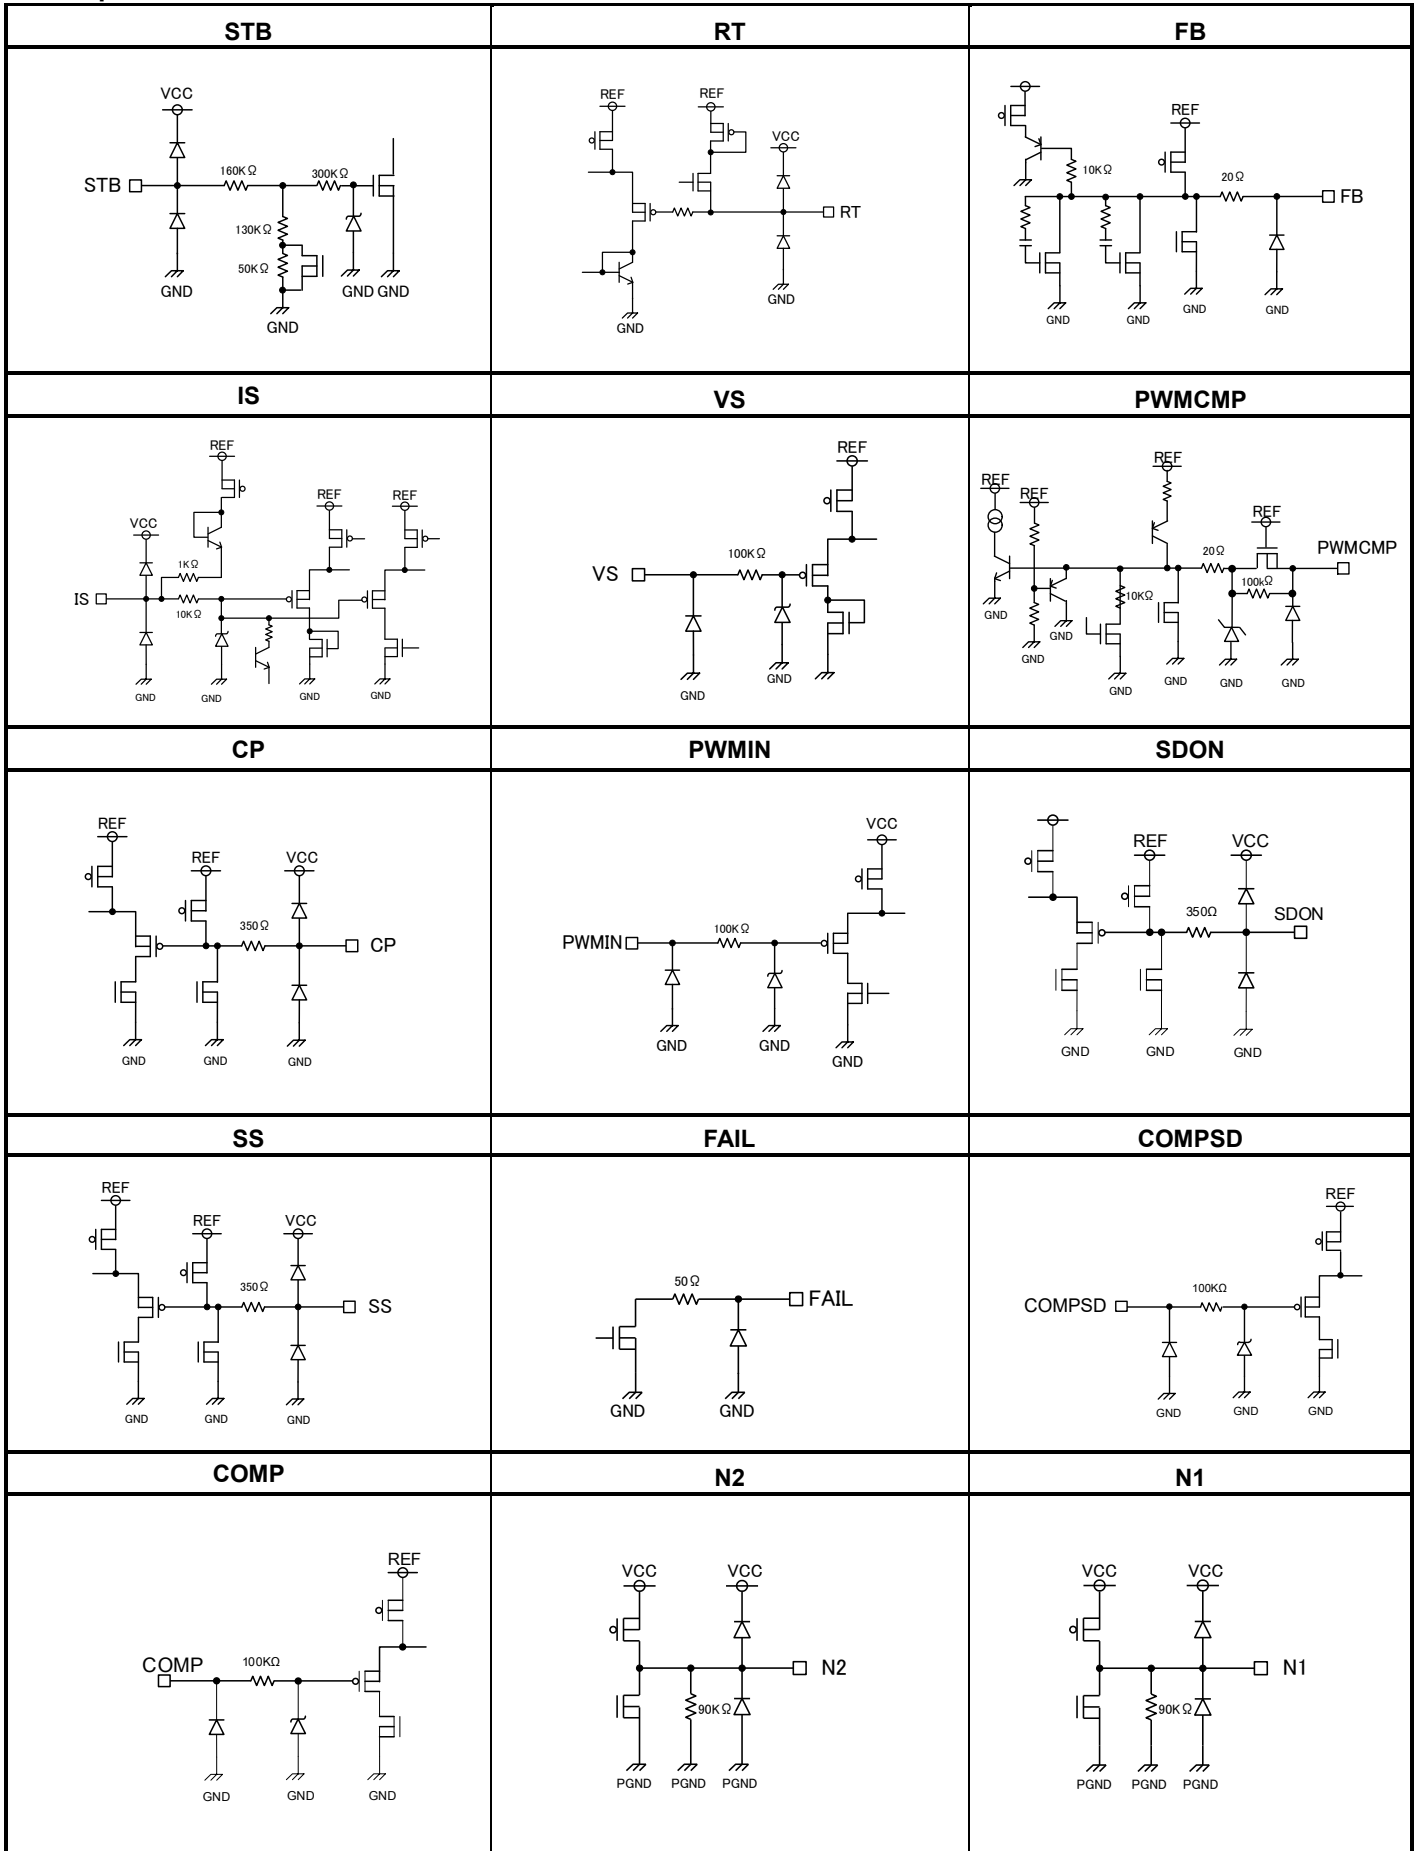 STB
RT
FB
VCC
STB
160KΩ
300KΩ
130KΩ
50KΩ
GND
GND GND
GND
REF
REF
VCC
RT
GND
GND
REF
10KΩ
20Ω
FB
GND
GND
GND
GND
IS
VS
PWMCMP
REF
REF
REF
VCC
1KΩ
IS
10KΩ
GND
GND
GND
GND
REF
100KΩ
VS
GND
GND
REF
REF
REF
REF
PWMCMP
20Ω
100kΩ
10KΩ
GND
GND
GND
GND
GND
GND
GND
CP
PWMIN
SDON
REF
REF
VCC
350Ω
CP
GND
GND
GND
VCC
100KΩ
PWMIN
GND
GND
GND
REF
VCC
350Ω
SDON
GND
GND
GND
SS
FAIL
COMPSD
REF
REF
VCC
350Ω
SS
GND
GND
GND
50Ω
FAIL
GND
GND
REF
100KΩ
COMPSD
GND
GND
GND
COMP
N2
N1
REF
COMP
100KΩ
GND
GND
GND
VCC
VCC
N2
90KΩ
PGND
PGND
PGND
VCC
VCC
N1
90KΩ
PGND
PGND
PGND